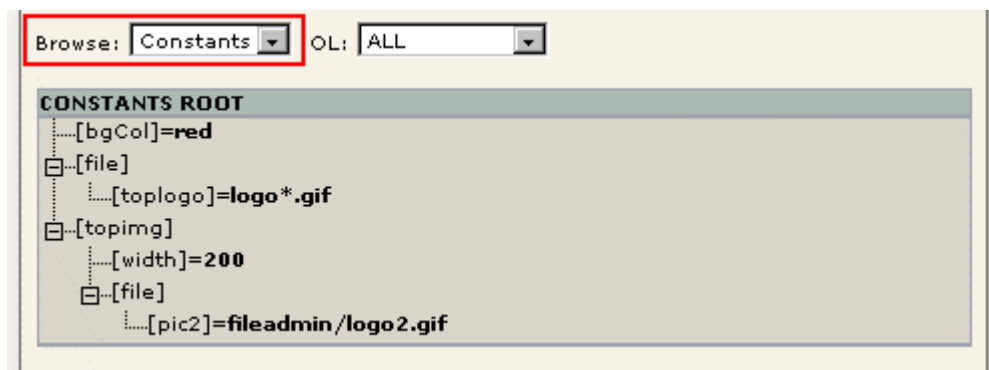 Browse: Constants OL: ALL
CONSTANTS ROOT
[bgCol]=red
[file]
[toplogo]=logo*.gif
[topimg]
[width]=200
[file]
[pic2]=fileadmin/logo2.gif